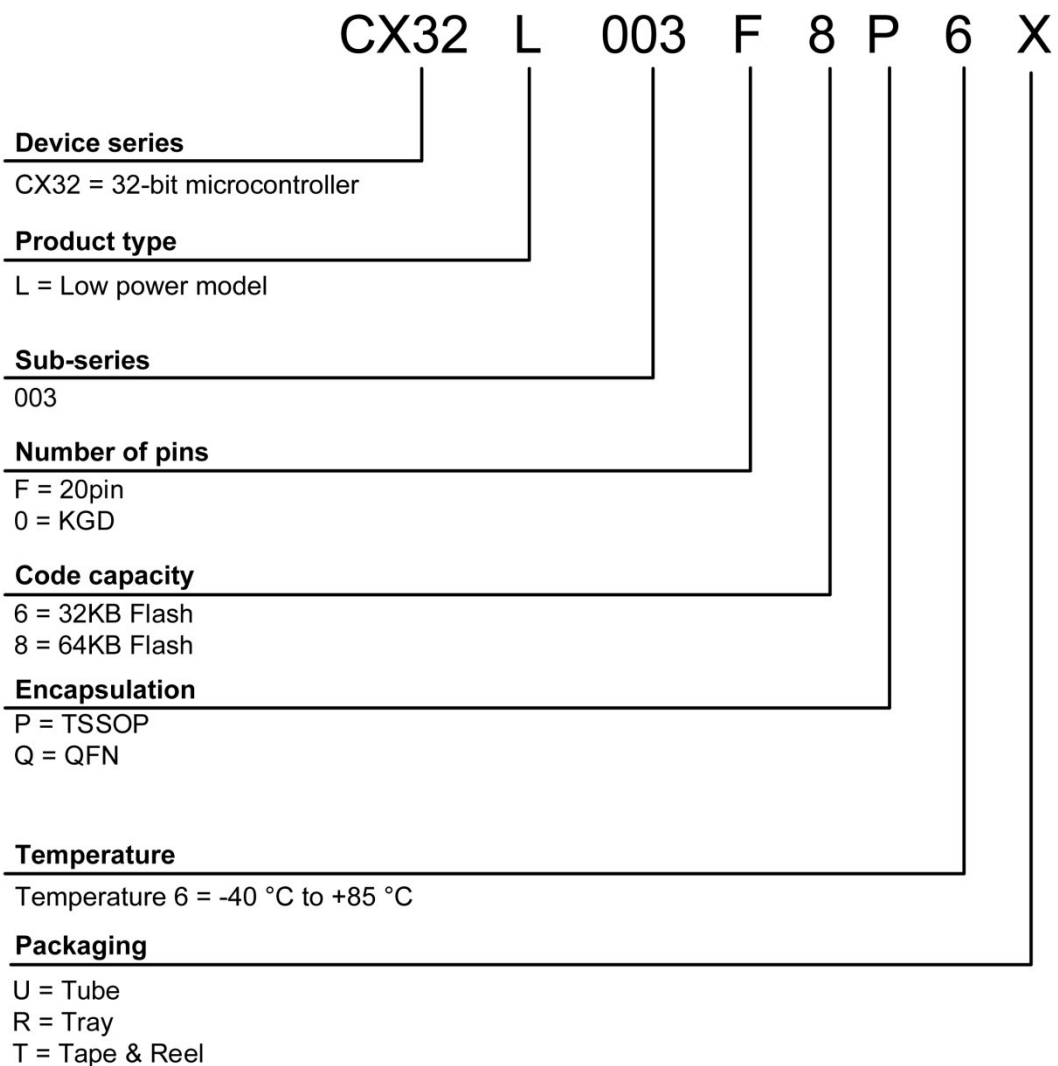 CX32 L 003 F 8 P 6 X
Device series
CX32 = 32-bit microcontroller
Product type
L = Low power model
Sub-series
003
Number of pins
F = 20pin
0 = KGD
Code capacity
6 = 32KB Flash
8 = 64KB Flash
Encapsulation
P = TSSOP
Q = QFN
Temperature
Temperature 6 = -40 °C to +85 °C
Packaging
U = Tube
R = Tray
T = Tape & Reel